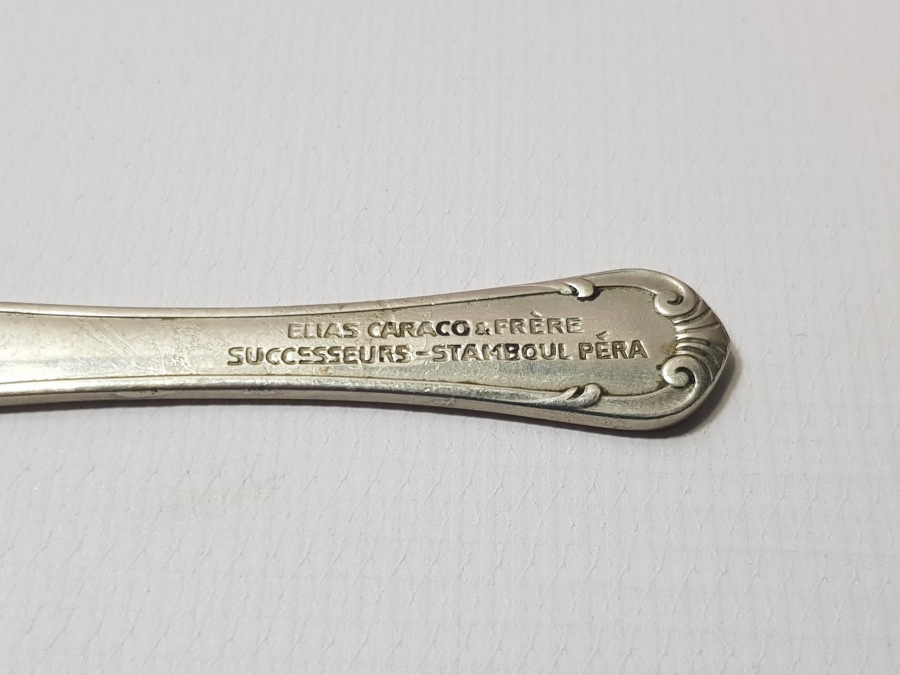 ELIAS CARACO & FRÈRE
SUCCESSEURS-STAMBOUL PÉRA